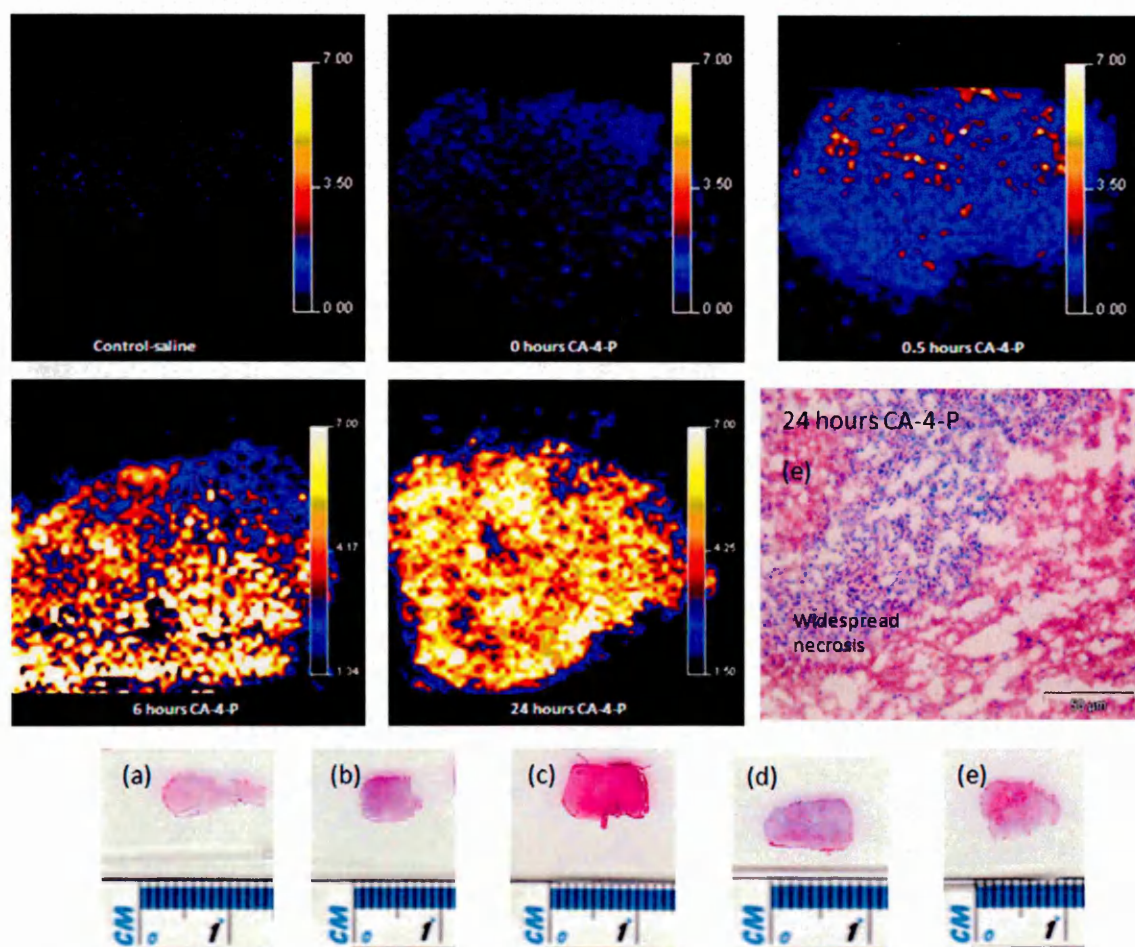 7.00
3.50
0.00
Control-saline
7.00
3.50
0.00
0 hours CA-4-P
7.00
3.50
0.00
0.5 hours CA-4-P
7.00
4.17
1.34
6 hours CA-4-P
7.00
4.25
1.50
24 hours CA-4-P
24 hours CA-4-P
(e)
Widespread
necrosis
50 µm
(a)
(b)
(c)
(d)
(e)
CM 0 1
CM 0 1
CM 0 1
CM 0 1
CM 0 1